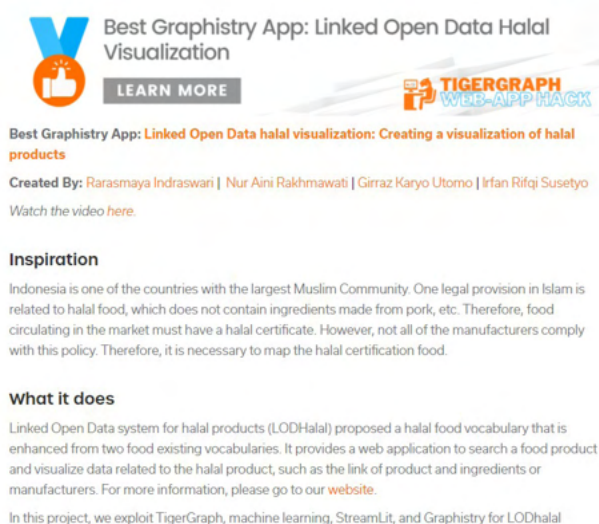 Best Graphistry App: Linked Open Data Halal
Visualization
LEARN MORE
TIGERGRAPH
WEB-APP HACK
Best Graphistry App: Linked Open Data halal visualization: Creating a visualization of halal
products
Created By: Rarasmaya Indraswari | Nur Aini Rakhmawati | Girraz Karyo Utomo | Irfan Rifqi Susetyo
Watch the video here.
Inspiration
Indonesia is one of the countries with the largest Muslim Community. One legal provision in Islam is
related to halal food, which does not contain ingredients made from pork, etc. Therefore, food
circulating in the market must have a halal certificate. However, not all of the manufacturers comply
with this policy. Therefore, it is necessary to map the halal certification food.
What it does
Linked Open Data system for halal products (LODHalal) proposed a halal food vocabulary that is
enhanced from two food existing vocabularies. It provides a web application to search a food product
and visualize data related to the halal product, such as the link of product and ingredients or
manufacturers. For more information, please go to our website.
In this project, we exploit TigerGraph, machine learning, StreamLit, and Graphistry for LODhalal